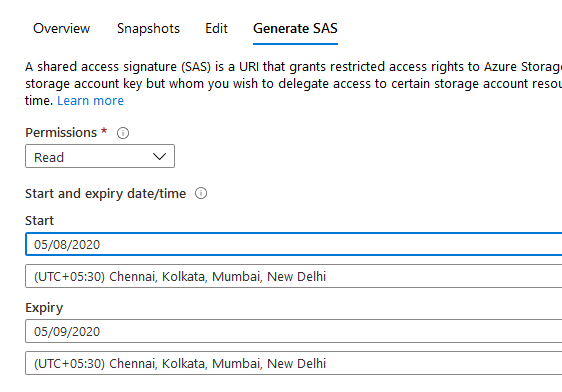 Overview Snapshots Edit Generate SAS
A shared access signature (SAS) is a URI that grants restricted access rights to Azure Storag
storage account key but whom you wish to delegate access to certain storage account resou
time. Learn more
Permissions *
Read
Start and expiry date/time
Start
05/08/2020
(UTC+05:30) Chennai, Kolkata, Mumbai, New Delhi
Expiry
05/09/2020
(UTC+05:30) Chennai, Kolkata, Mumbai, New Delhi